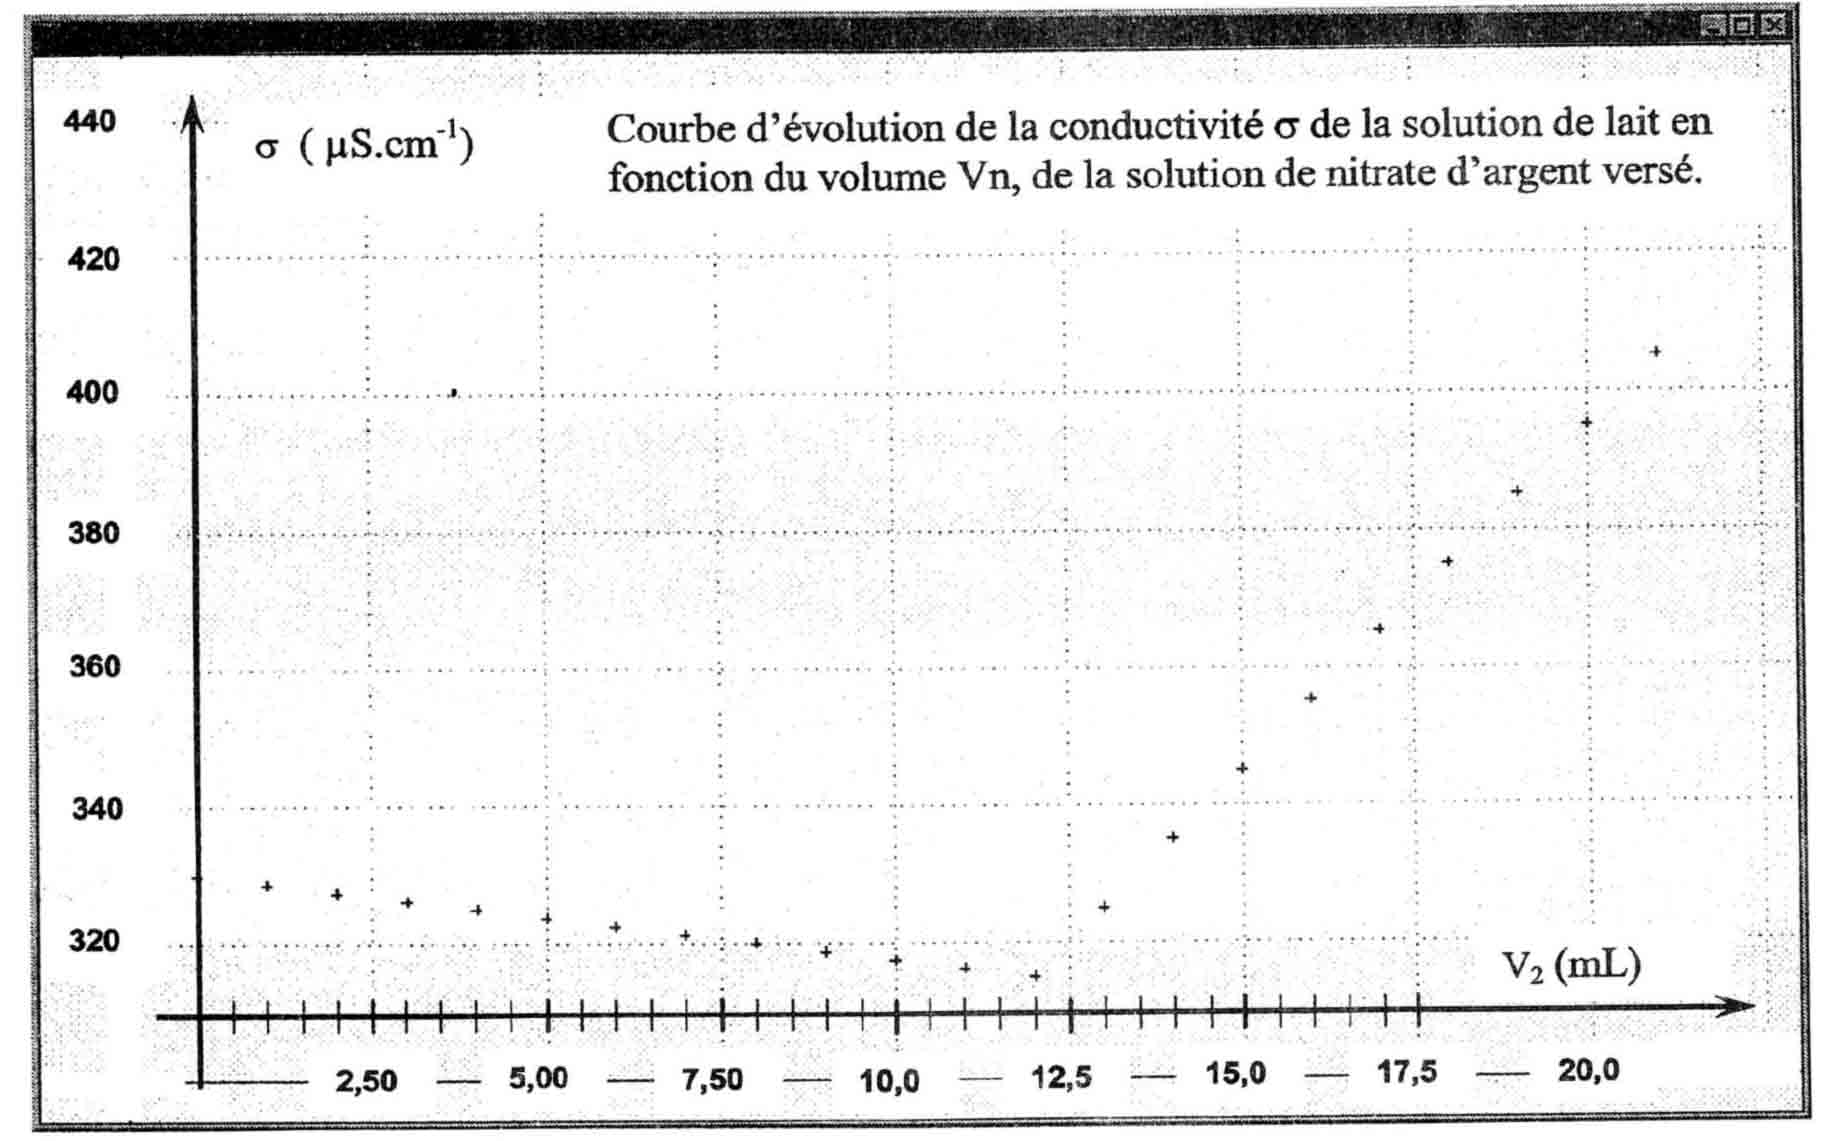 440
σ ( μS.cm⁻¹)
Courbe d'évolution de la conductivité σ de la solution de lait en
fonction du volume Vn, de la solution de nitrate d'argent versé.
420
400
380
360
340
320
V₂ (mL)
2,50 5,00 7,50 10,0 12,5 15,0 17,5 20,0